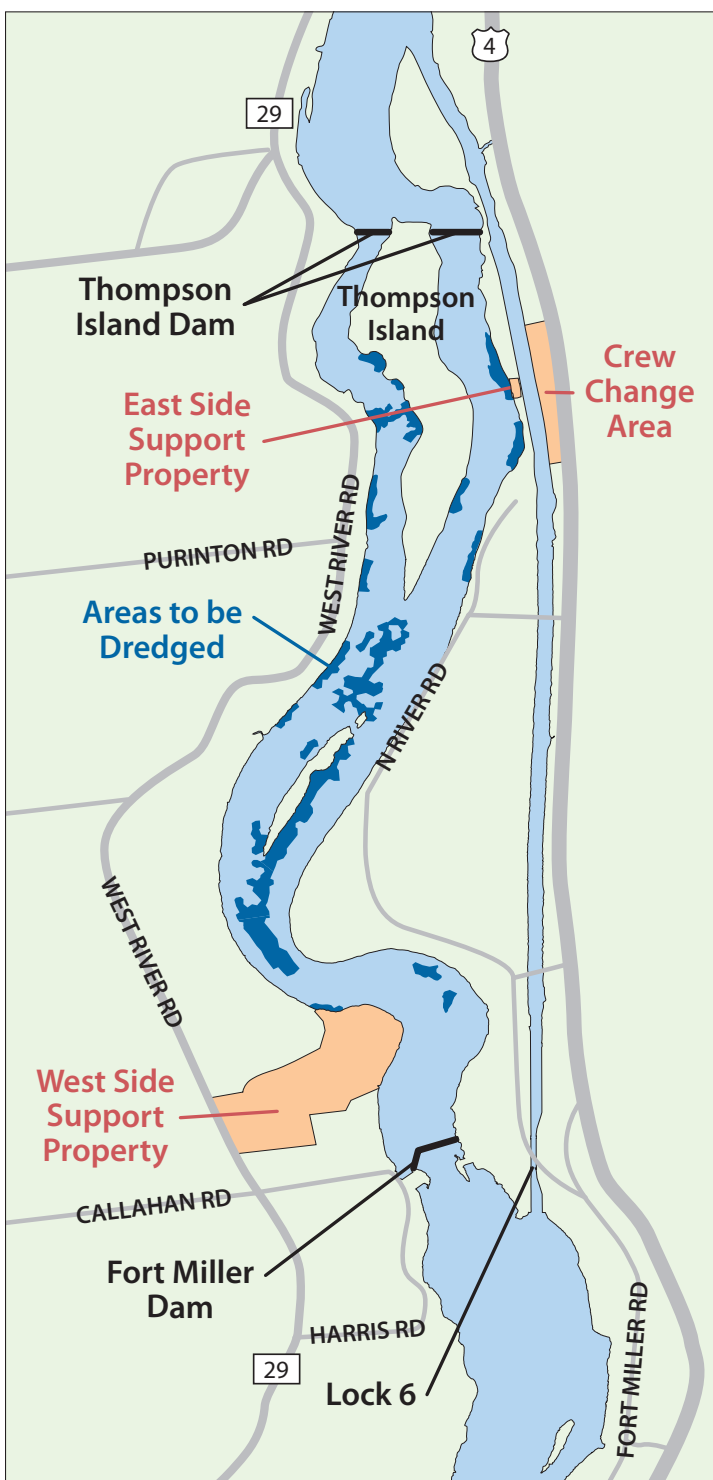 4
29
Thompson
Island Dam
Thompson
Island
Crew
Change
Area
East Side
Support
Property
WEST RIVER RD
PURINTON RD
Areas to be
Dredged
N RIVER RD
WEST RIVER RD
West Side
Support
Property
CALLAHAN RD
Fort Miller
Dam
HARRIS RD
29
Lock 6
FORT MILLER RD